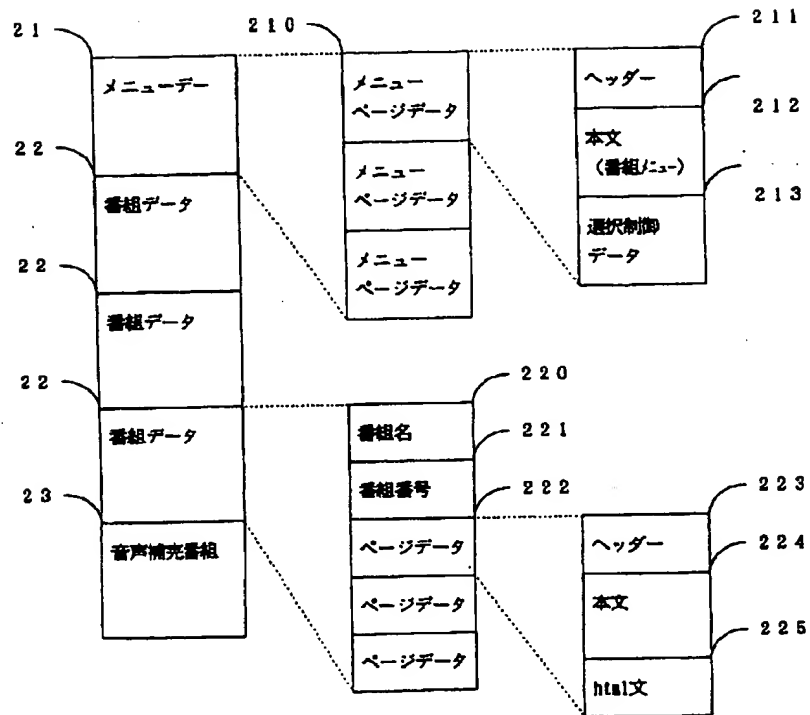 21
メニューデー
22
番組データ
22
番組データ
22
番組データ
23
音声補充番組
210
メニュー
ページデータ
メニュー
ページデータ
メニュー
ページデータ
211
ヘッダー
212
本文
(番組メニュー)
213
選択制御
データ
220
番組名
221
番組番号
222
ページデータ
ページデータ
ページデータ
223
ヘッダー
224
本文
225
html文